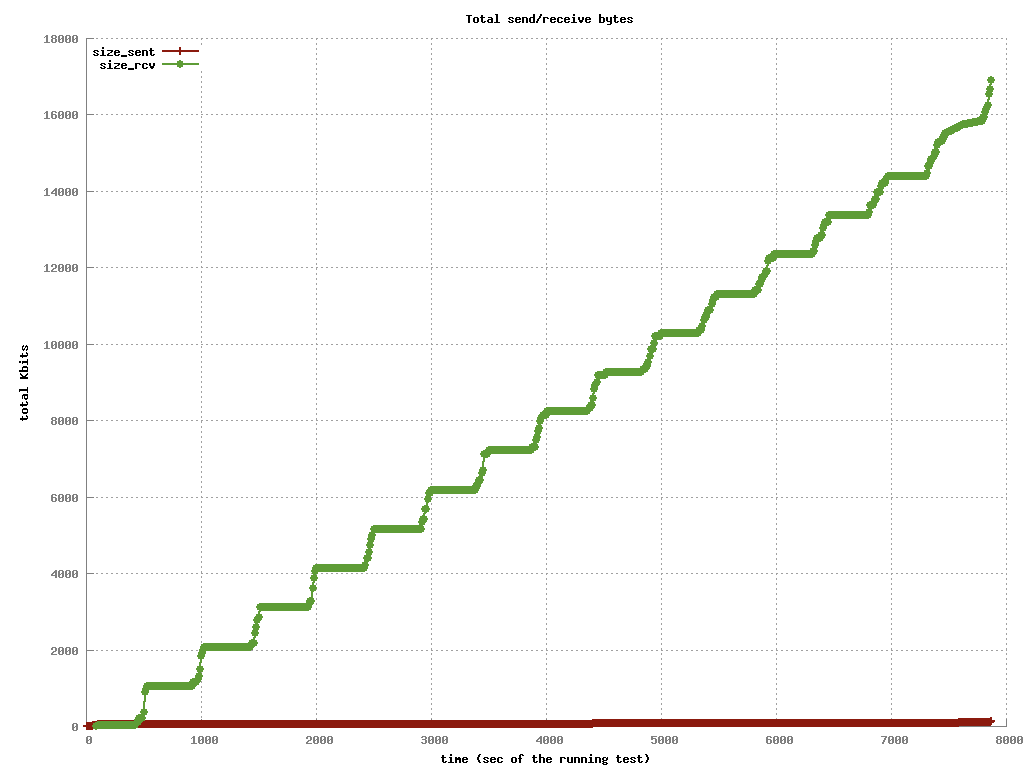 Total send/receive bytes
18000
size_sent
size_rcv
16000
14000
12000
10000
total Kbits
8000
6000
4000
2000
0
0 1000 2000 3000 4000 5000 6000 7000 8000
time (sec of the running test)